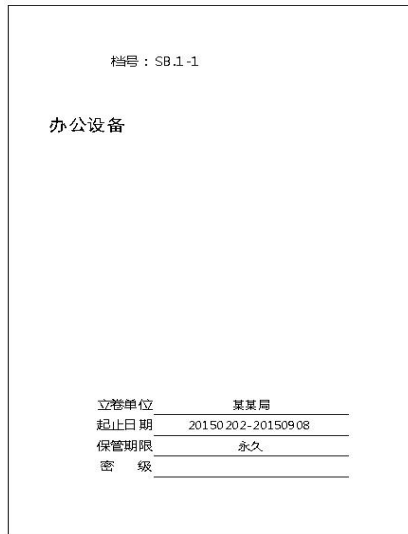 档号：SB.1-1
办公设备
立卷单位 某某局
起止日期 20150202-20150908
保管期限 永久
密 级